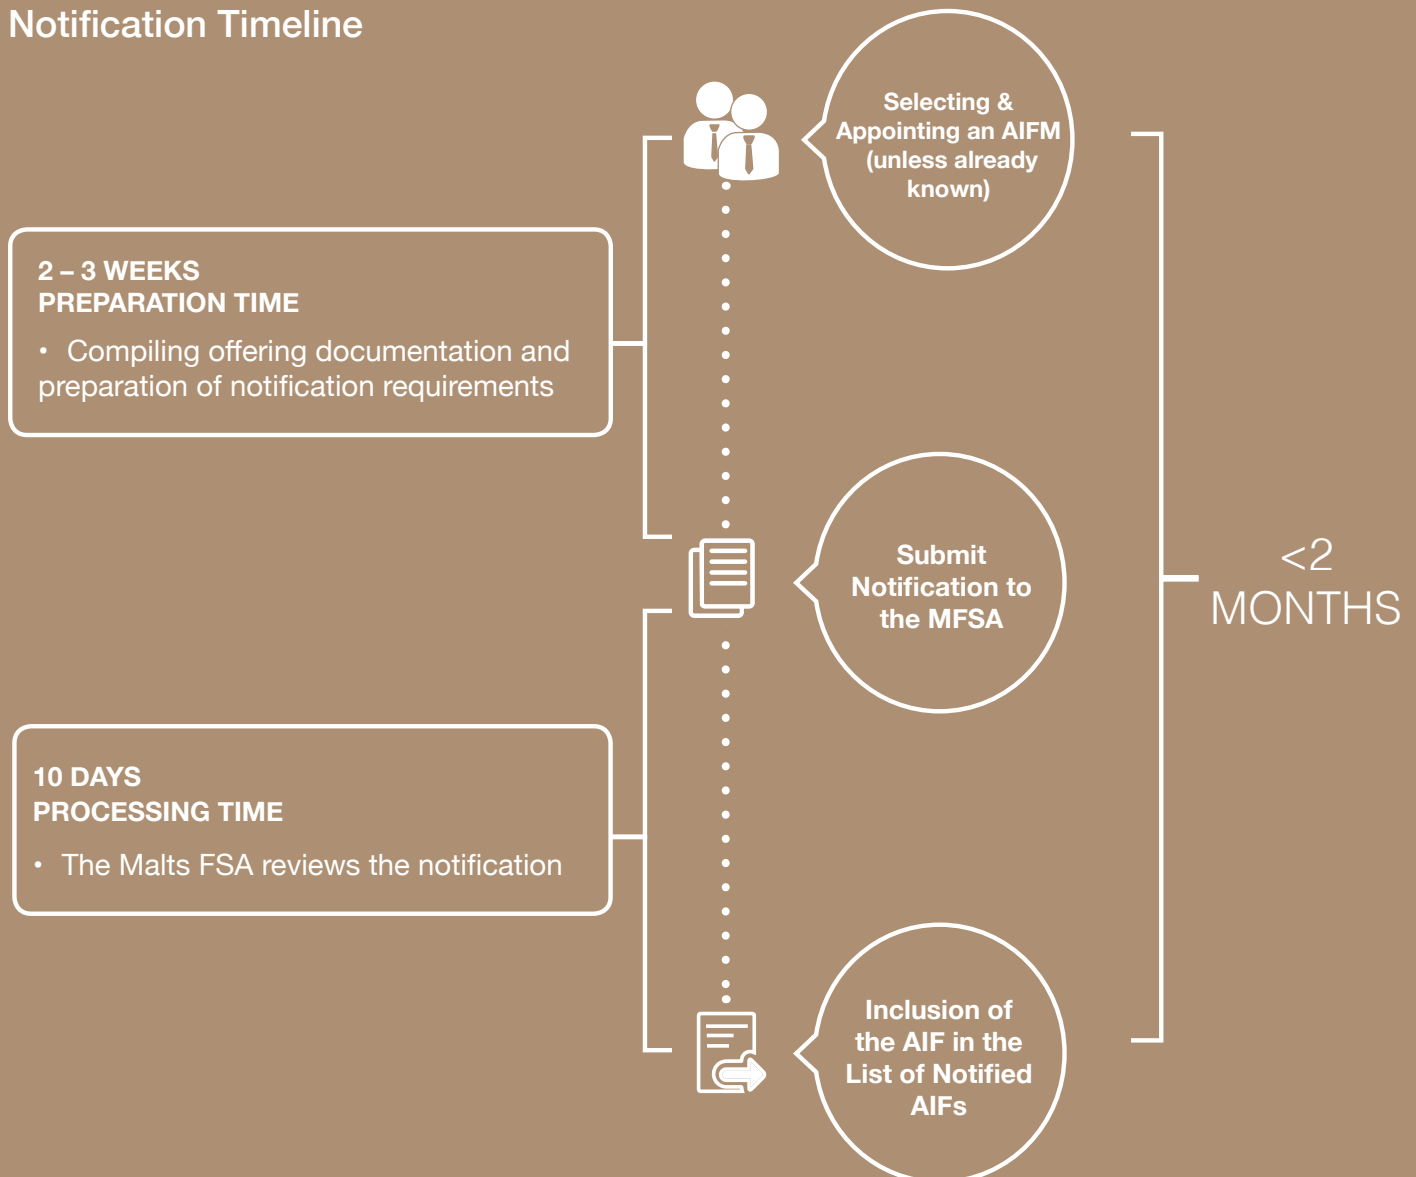 Notification Timeline
Selecting &
Appointing an AIFM
(unless already
known)
2 – 3 WEEKS
PREPARATION TIME
• Compiling offering documentation and
preparation of notification requirements
Submit
Notification to
the MFSA
<2
MONTHS
10 DAYS
PROCESSING TIME
• The Malts FSA reviews the notification
Inclusion of
the AIF in the
List of Notified
AIFs